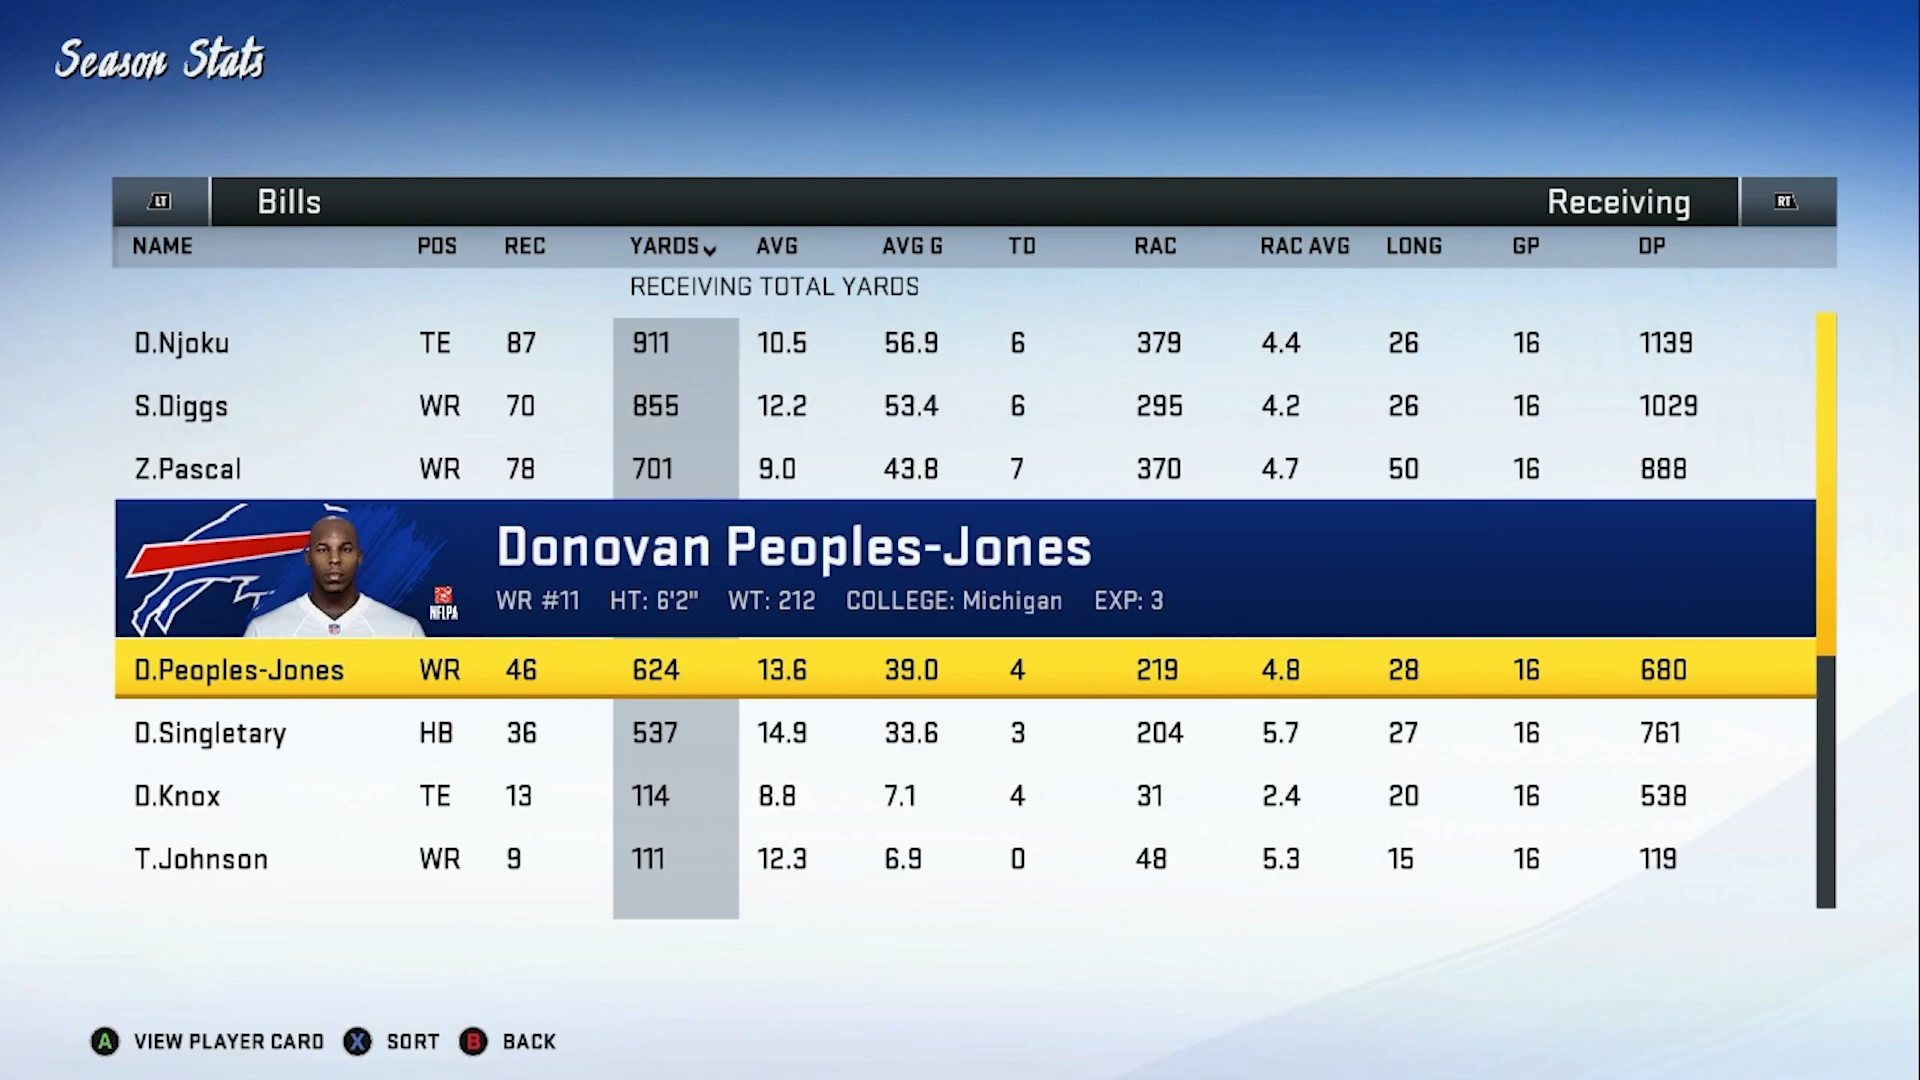 Season Stats
LT Bills Receiving RT
NAME POS REC YARDS AVG AVG G TD RAC RAC AVG LONG GP DP
RECEIVING TOTAL YARDS
D.Njoku TE 87 911 10.5 56.9 6 379 4.4 26 16 1139
S.Diggs WR 70 855 12.2 53.4 6 295 4.2 26 16 1029
Z.Pascal WR 78 701 9.0 43.8 7 370 4.7 50 16 888
Donovan Peoples-Jones
NFLPA WR #11 HT: 6'2" WT: 212 COLLEGE: Michigan EXP: 3
D.Peoples-Jones WR 46 624 13.6 39.0 4 219 4.8 28 16 680
D.Singletary HB 36 537 14.9 33.6 3 204 5.7 27 16 761
D.Knox TE 13 114 8.8 7.1 4 31 2.4 20 16 538
T.Johnson WR 9 111 12.3 6.9 0 48 5.3 15 16 119
A VIEW PLAYER CARD X SORT B BACK